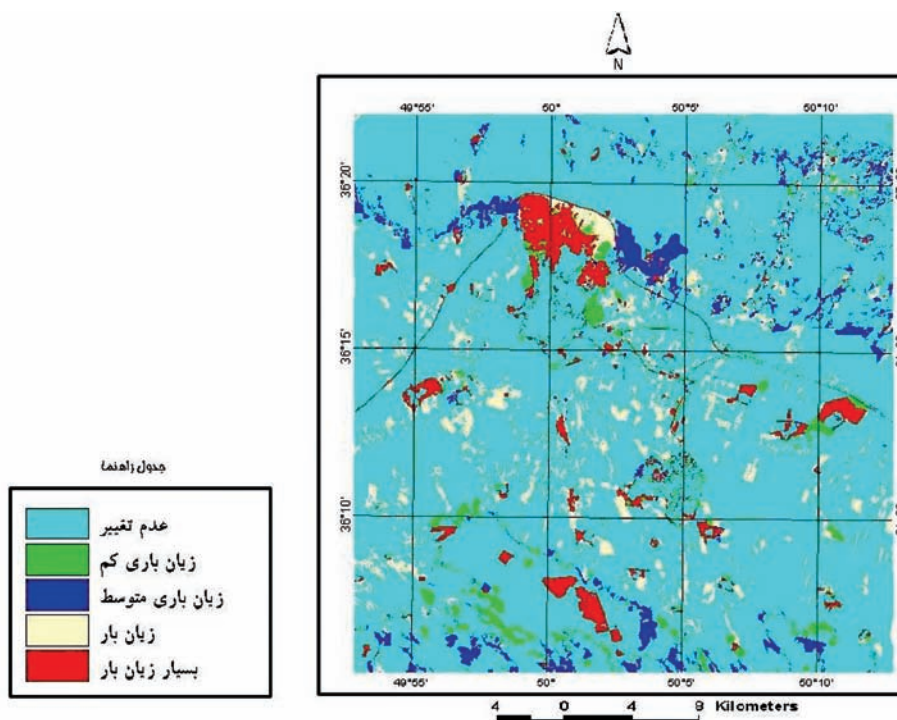 N
49°55' 50° 50°5' 50°10'
36°20'
36°15'
36°10'
جدول راهنما
عدم تغییر
زیان باری کم
زیان باری متوسط
زیان بار
بسیار زیان بار
49°55' 50° 50°5' 50°10'
4 0 4 8 Kilometers